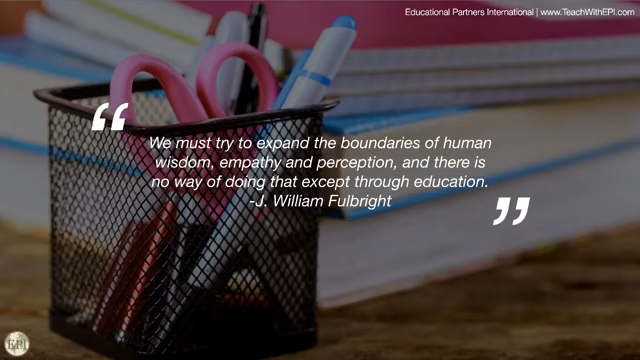 Educational Partners International | www.TeachWithEPI.com
“
We must try to expand the boundaries of human
wisdom, empathy and perception, and there is
no way of doing that except through education.
-J. William Fulbright
”
EPI